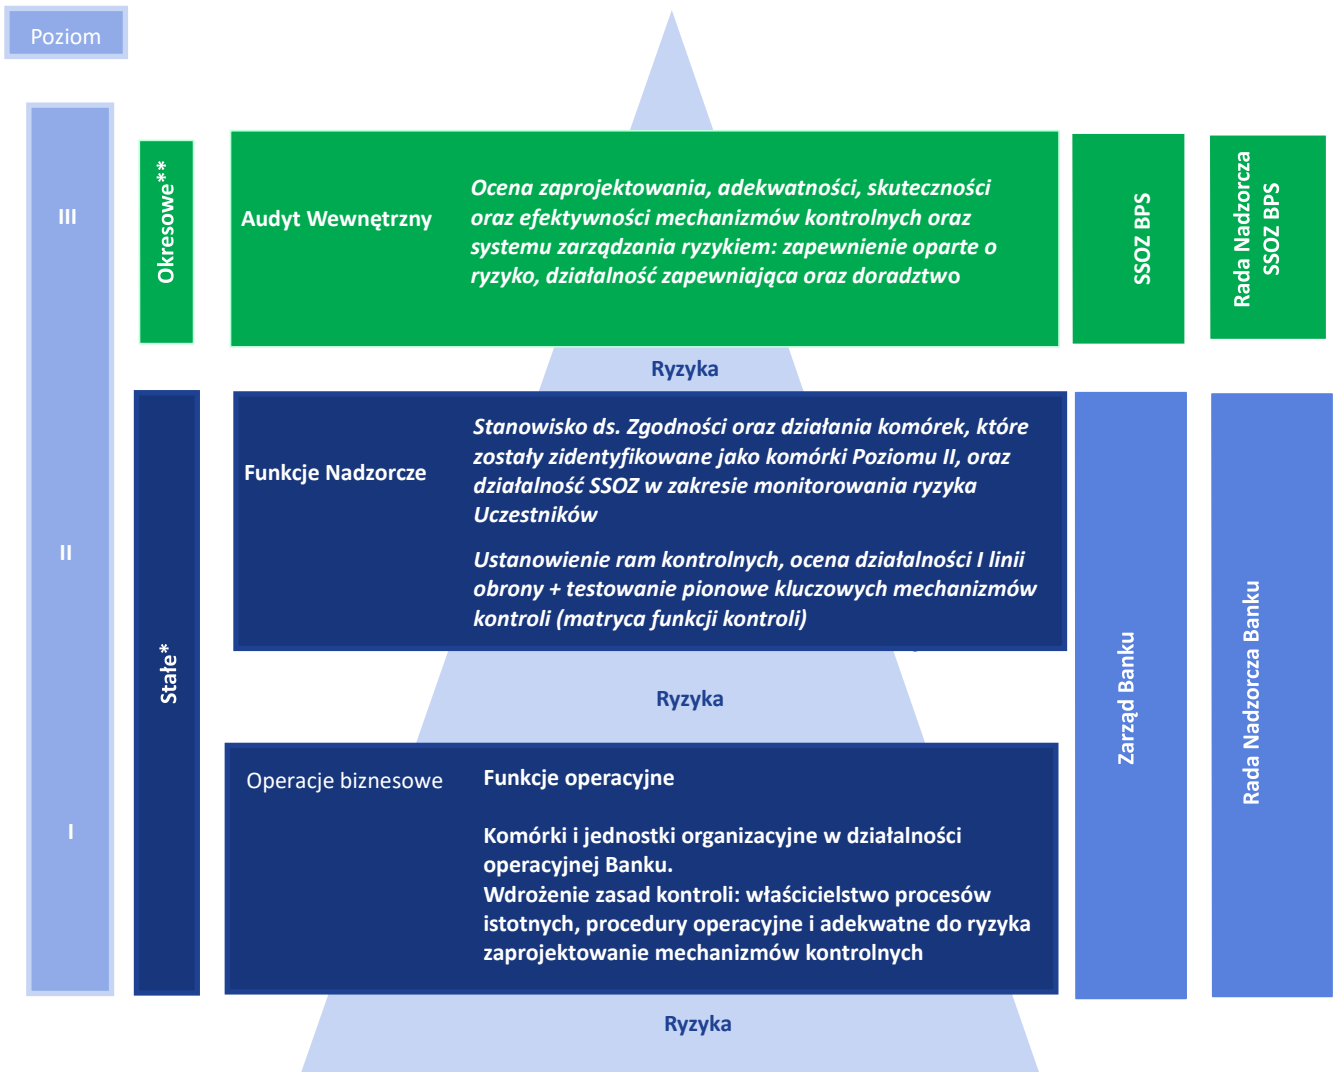 Poziom
III
Okresowe**
Audyt Wewnętrzny
Ocena zaprojektowania, adekwatności, skuteczności
oraz efektywności mechanizmów kontrolnych oraz
systemu zarządzania ryzykiem: zapewnienie oparte o
ryzyko, działalność zapewniająca oraz doradztwo
SSOZ BPS
Rada Nadzorcza
SSOZ BPS
Ryzyka
II
Stałe*
Funkcje Nadzorcze
Stanowisko ds. Zgodności oraz działania komórek, które
zostały zidentyfikowane jako komórki Poziomu II, oraz
działalność SSOZ w zakresie monitorowania ryzyka
Uczestników
Ustanowienie ram kontrolnych, ocena działalności I linii
obrony + testowanie pionowe kluczowych mechanizmów
kontroli (matryca funkcji kontroli)
Zarząd Banku
Rada Nadzorcza Banku
Ryzyka
I
Operacje biznesowe
Funkcje operacyjne
Komórki i jednostki organizacyjne w działalności
operacyjnej Banku.
Wdrożenie zasad kontroli: właścicielstwo procesów
istotnych, procedury operacyjne i adekwatne do ryzyka
zaprojektowanie mechanizmów kontrolnych
Ryzyka